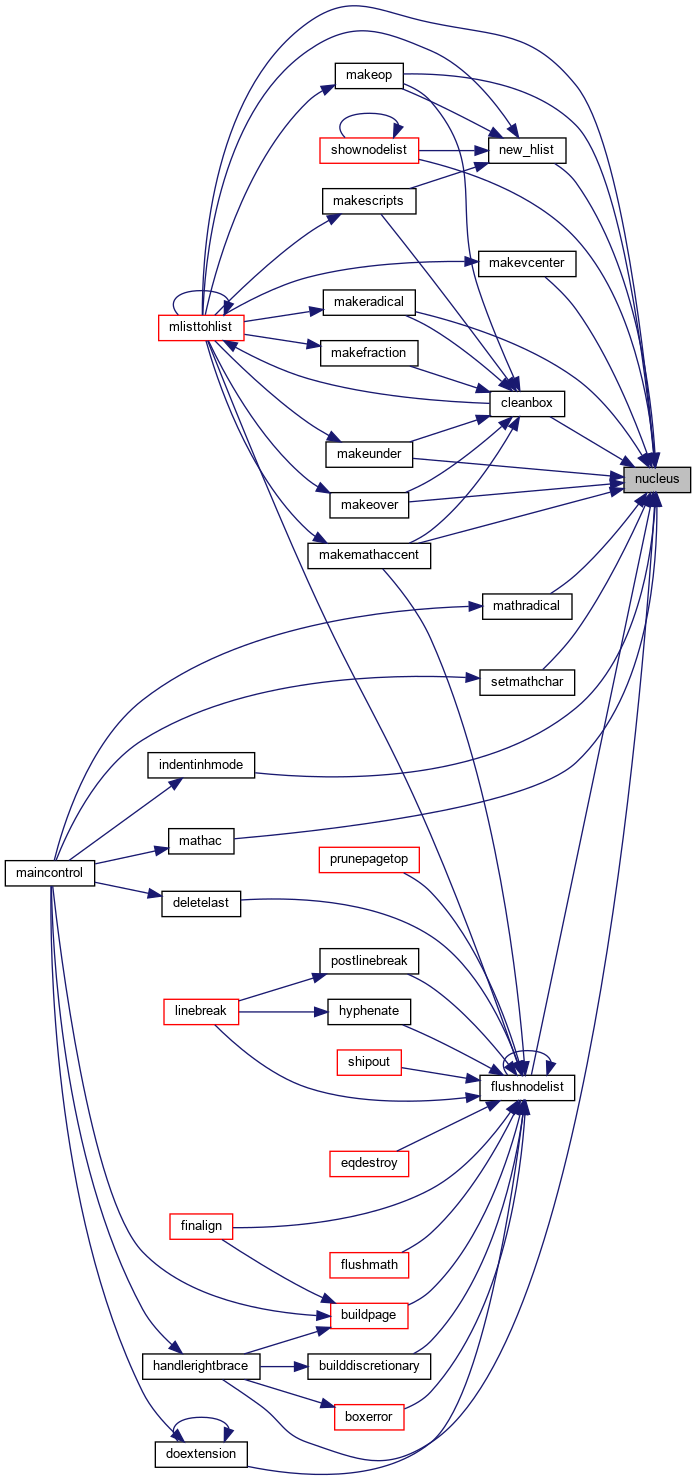 makeop
shownodelist
new_hlist
makescripts
makevcenter
makeradical
mlisttohlist
makefraction
cleanbox
makeunder
nucleus
makeover
makemathaccent
mathradical
setmathchar
indentinhmode
mathac
prunepagetop
maincontrol
deletelast
postlinebreak
linebreak
hyphenate
shipout
flushnodelist
eqdestroy
finalign
flushmath
buildpage
handlerightbrace
builddiscretionary
boxerror
doextension